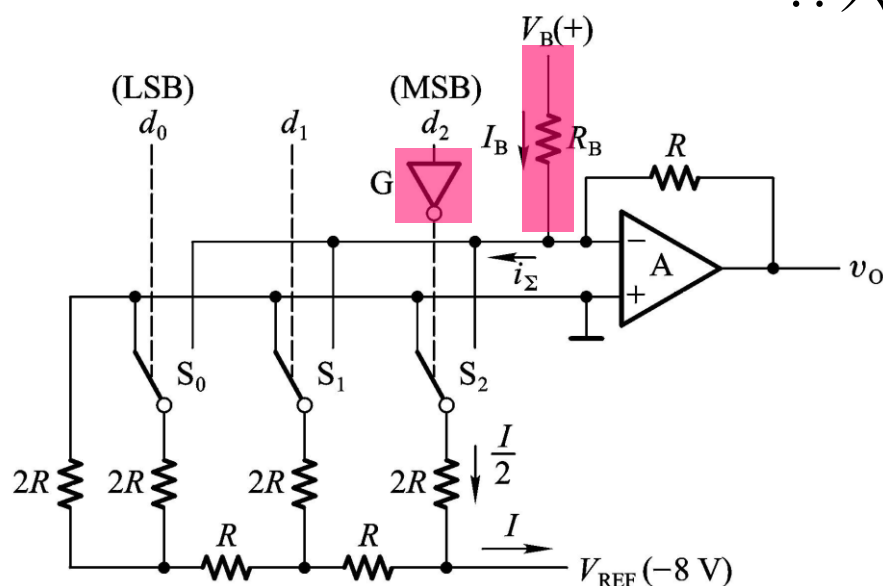 V_B(+)
(LSB)
(MSB)
d_0
d_1
d_2
I_B
R_B
R
G
−
A
i_Σ
v_O
+
S_0
S_1
S_2
I/2
2R
2R
2R
2R
R
R
I
V_REF(−8 V)